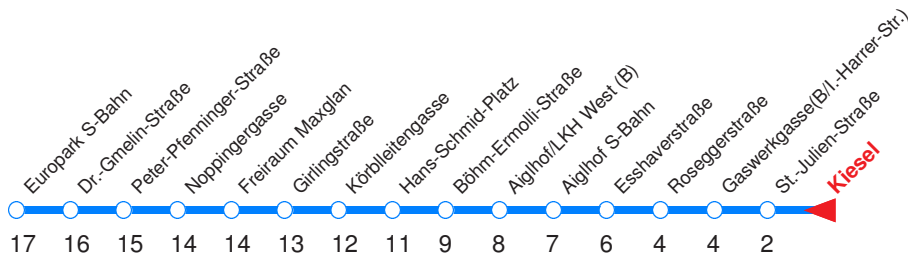 Europark S-Bahn
Dr.-Gmelin-Straße
Peter-Pfenninger-Straße
Noppingergasse
Freiraum Maxglan
Girlingstraße
Körblleitengasse
Hans-Schmid-Platz
Böhm-Ermolli-Straße
Aiglhof/LKH West (B)
Aiglhof S-Bahn
Esshaverstraße
Roseggerstraße
Gaswerkgasse(B/I.-Harrer-Str.)
St.-Julien-Straße
Kiesel
17 16 15 14 14 13 12 11 9 8 7 6 4 4 2